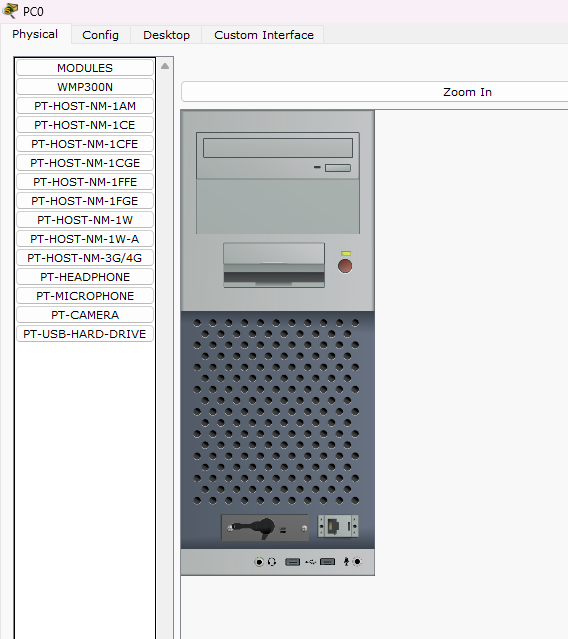 PC0
Physical Config Desktop Custom Interface
MODULES
WMP300N
PT-HOST-NM-1AM
PT-HOST-NM-1CE
PT-HOST-NM-1CFE
PT-HOST-NM-1CGE
PT-HOST-NM-1FFE
PT-HOST-NM-1FGE
PT-HOST-NM-1W
PT-HOST-NM-1W-A
PT-HOST-NM-3G/4G
PT-HEADPHONE
PT-MICROPHONE
PT-CAMERA
PT-USB-HARD-DRIVE
Zoom In